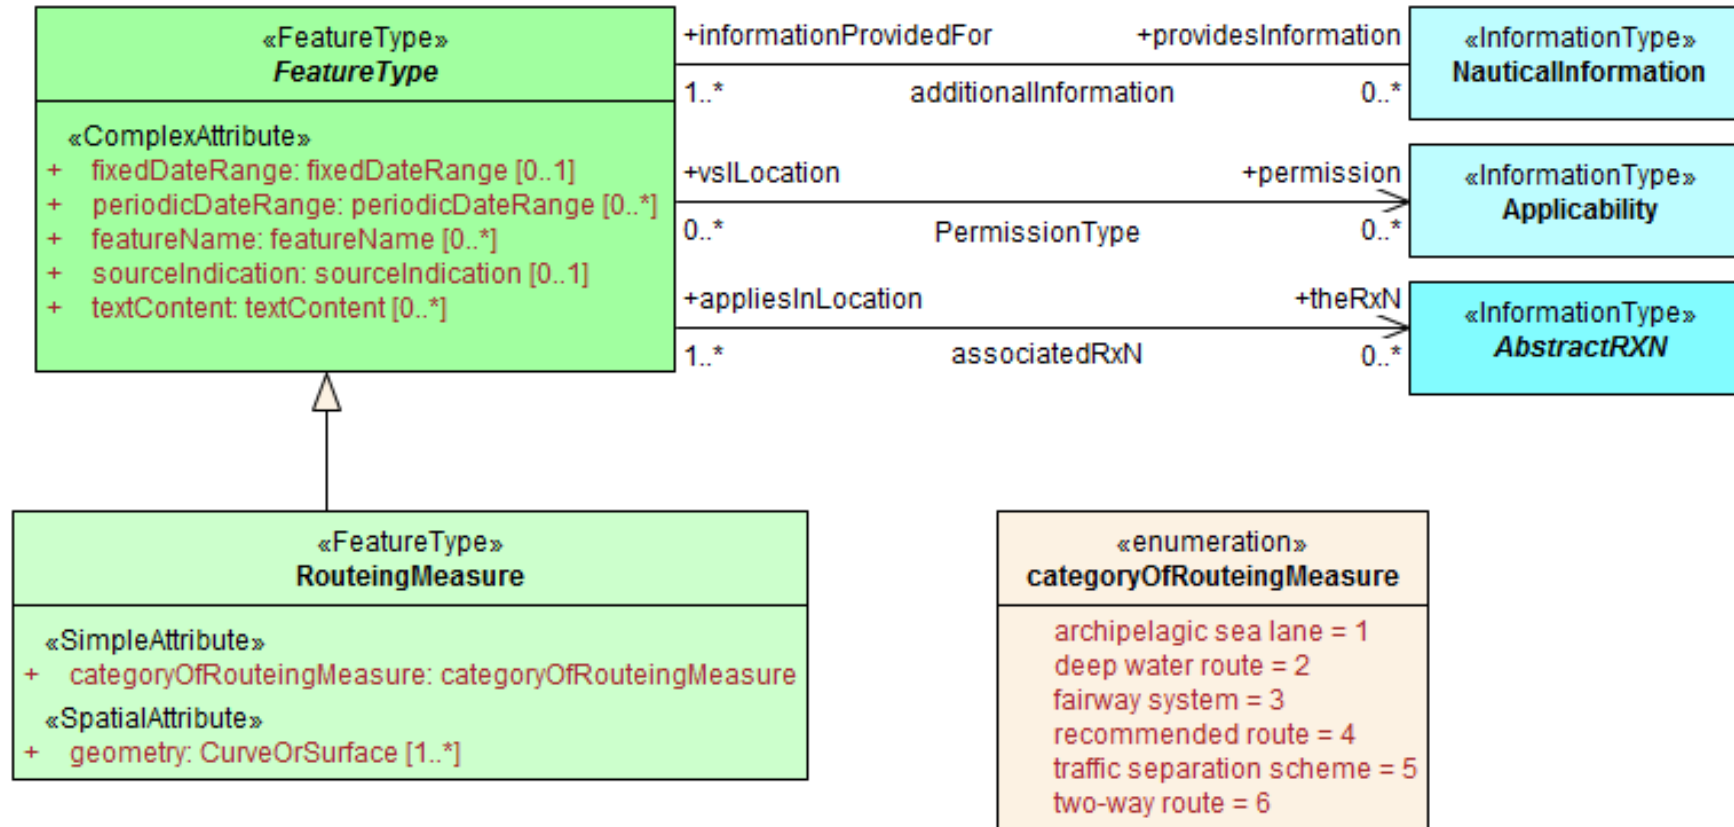 «FeatureType»
FeatureType
«ComplexAttribute»
+ fixedDateRange: fixedDateRange [0..1]
+ periodicDateRange: periodicDateRange [0..*]
+ featureName: featureName [0..*]
+ sourceIndication: sourceIndication [0..1]
+ textContent: textContent [0..*]
+informationProvidedFor +providesInformation
1..* additionalInformation 0..*
«InformationType»
NauticalInformation
+vslLocation +permission
0..* PermissionType 0..*
«InformationType»
Applicability
+appliesInLocation +theRxN
1..* associatedRxN 0..*
«InformationType»
AbstractRXN
«FeatureType»
RouteingMeasure
«SimpleAttribute»
+ categoryOfRouteingMeasure: categoryOfRouteingMeasure
«SpatialAttribute»
+ geometry: CurveOrSurface [1..*]
«enumeration»
categoryOfRouteingMeasure
archipelagic sea lane = 1
deep water route = 2
fairway system = 3
recommended route = 4
traffic separation scheme = 5
two-way route = 6